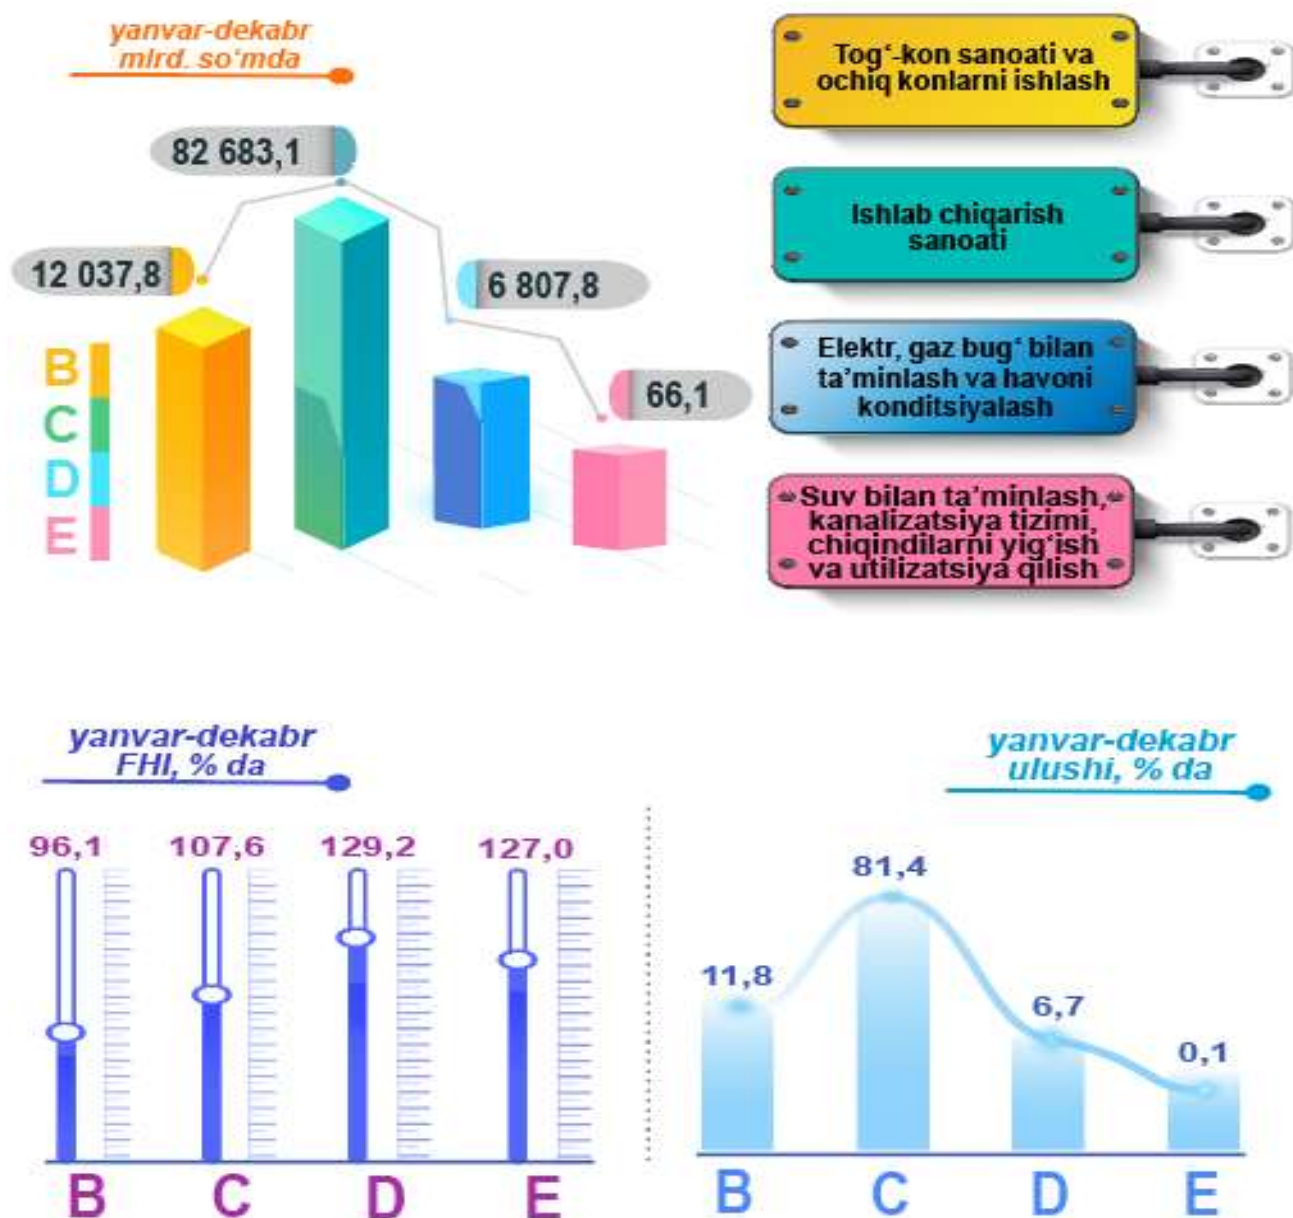 yanvar-dekabr
mlrd. so‘mda
82 683,1
12 037,8
6 807,8
66,1
B
C
D
E
Tog‘-kon sanoati va
ochiq konlarni ishlash
Ishlab chiqarish
sanoati
Elektr, gaz bug‘ bilan
ta’minlash va havoni
konditsiyalash
Suv bilan ta’minlash,
kanalizatsiya tizimi,
chiqindilarni yig‘ish
va utilizatsiya qilish
yanvar-dekabr
FHI, % da
96,1 107,6 129,2 127,0
B C D E
yanvar-dekabr
ulushi, % da
11,8
81,4
6,7
0,1
B C D E